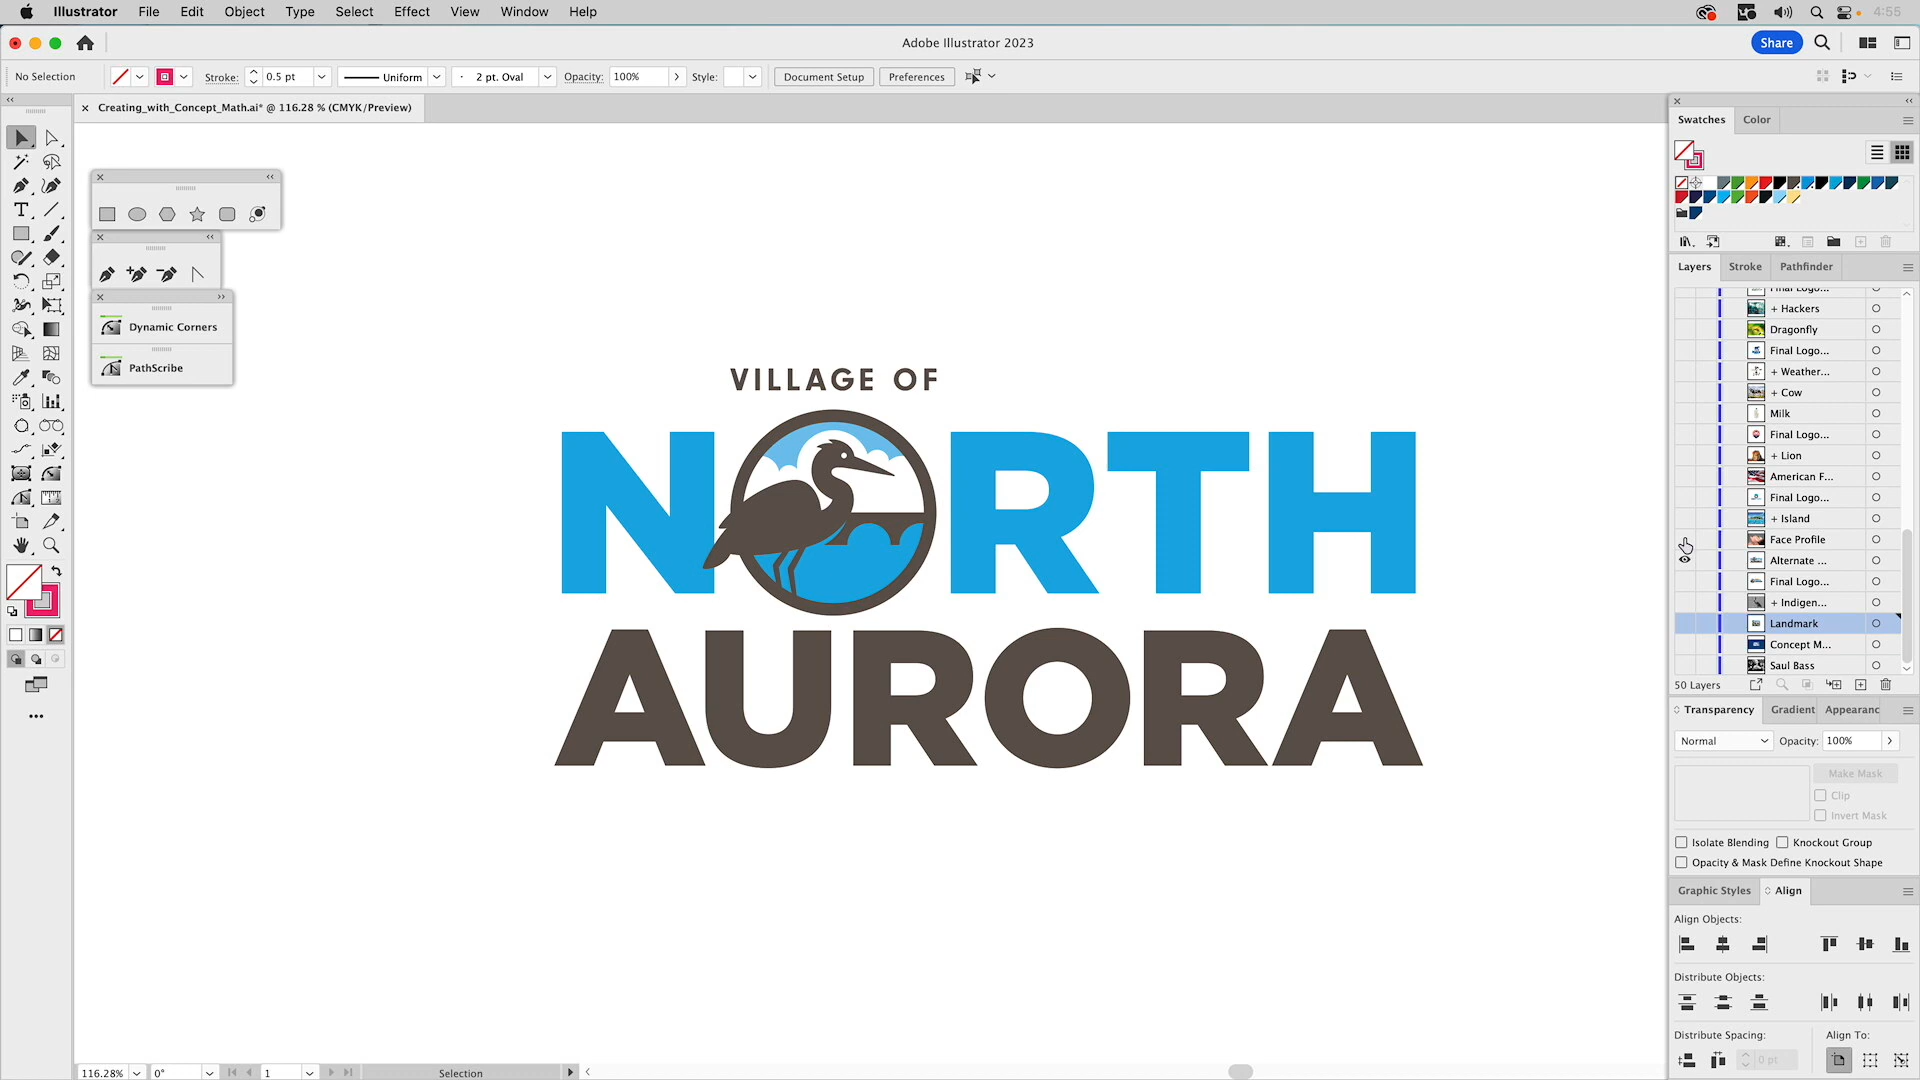 Illustrator File Edit Object Type Select Effect View Window Help 4:55
Adobe Illustrator 2023
Share
No Selection Stroke: 0.5 pt Uniform 2 pt. Oval Opacity: 100% Style: Document Setup Preferences
× Creating_with_Concept_Math.ai* @ 116.28 % (CMYK/Preview)
Dynamic Corners
PathScribe
VILLAGE OF
NORTH
AURORA
Swatches Color
Layers Stroke Pathfinder
Final Logo...
+ Hackers
Dragonfly
Final Logo...
+ Weather...
+ Cow
Milk
Final Logo...
+ Lion
American F...
Final Logo...
+ Island
Face Profile
Alternate ...
Final Logo...
+ Indigen...
Landmark
Concept M...
Saul Bass
50 Layers
Transparency Gradient Appearanc
Normal Opacity: 100%
Make Mask
Clip
Invert Mask
Isolate Blending Knockout Group
Opacity & Mask Define Knockout Shape
Graphic Styles Align
Align Objects:
Distribute Objects:
Distribute Spacing: Align To:
0 pt
116.28% 0° 1 Selection